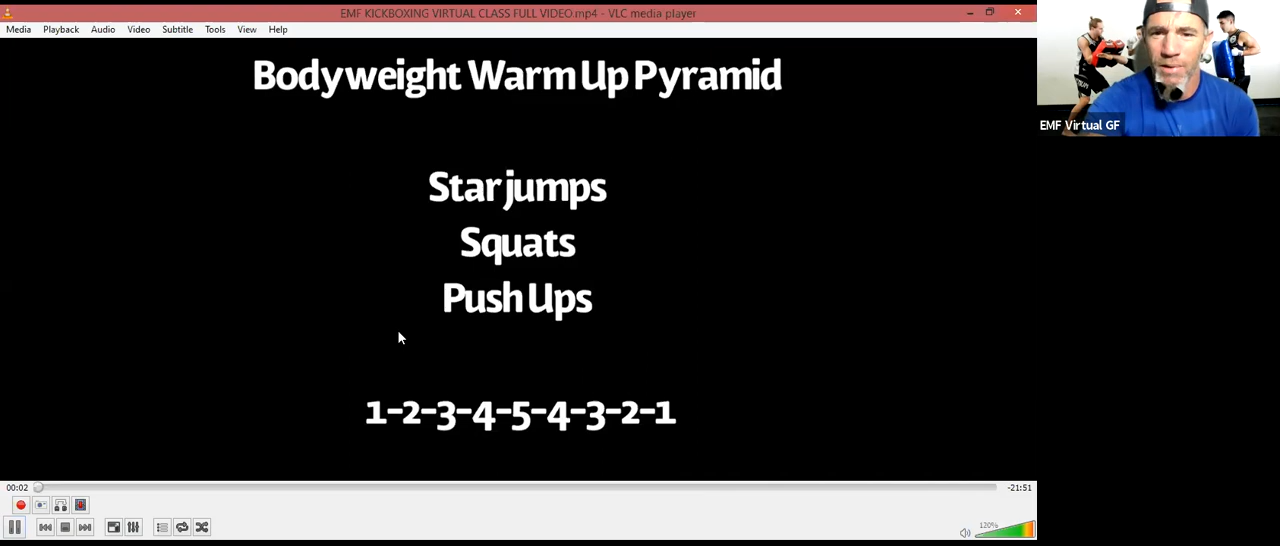 EMF KICKBOXING VIRTUAL CLASS FULL VIDEO.mp4 - VLC media player
Media Playback Audio Video Subtitle Tools View Help
Bodyweight Warm Up Pyramid
Star jumps
Squats
Push Ups
1-2-3-4-5-4-3-2-1
EMF Virtual GF
00:02
-21:51
120%